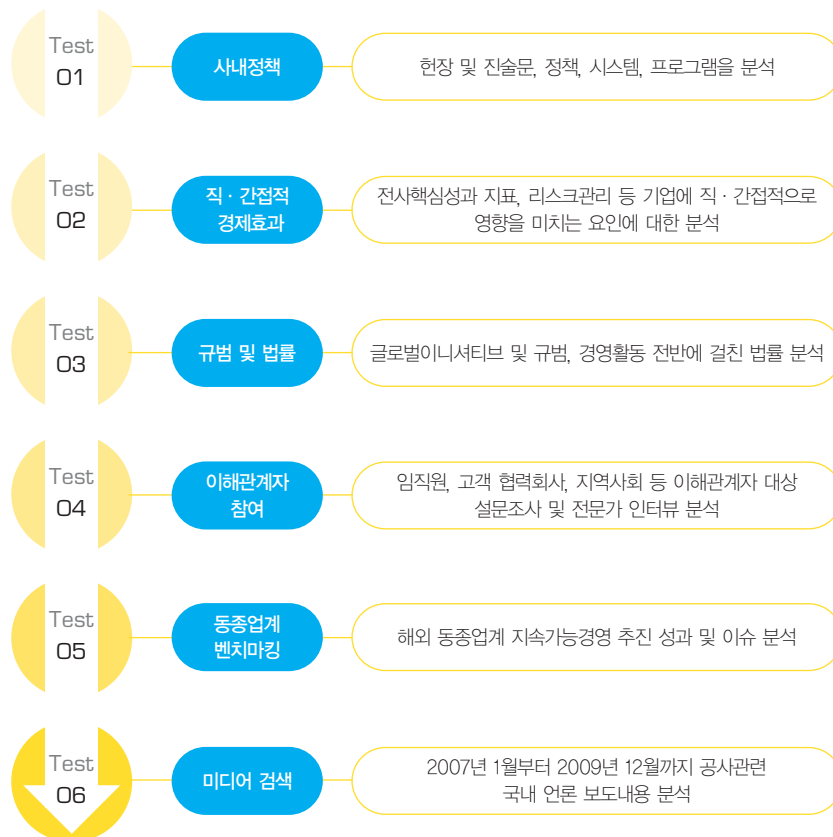 Test
01
사내정책
헌장 및 진술문, 정책, 시스템, 프로그램을 분석
Test
02
직 · 간접적
경제효과
전사핵심성과 지표, 리스크관리 등 기업에 직 · 간접적으로
영향을 미치는 요인에 대한 분석
Test
03
규범 및 법률
글로벌이니셔티브 및 규범, 경영활동 전반에 걸친 법률 분석
Test
04
이해관계자
참여
임직원, 고객 협력회사, 지역사회 등 이해관계자 대상
설문조사 및 전문가 인터뷰 분석
Test
05
동종업계
벤치마킹
해외 동종업계 지속가능경영 추진 성과 및 이슈 분석
Test
06
미디어 검색
2007년 1월부터 2009년 12월까지 공사관련
국내 언론 보도내용 분석